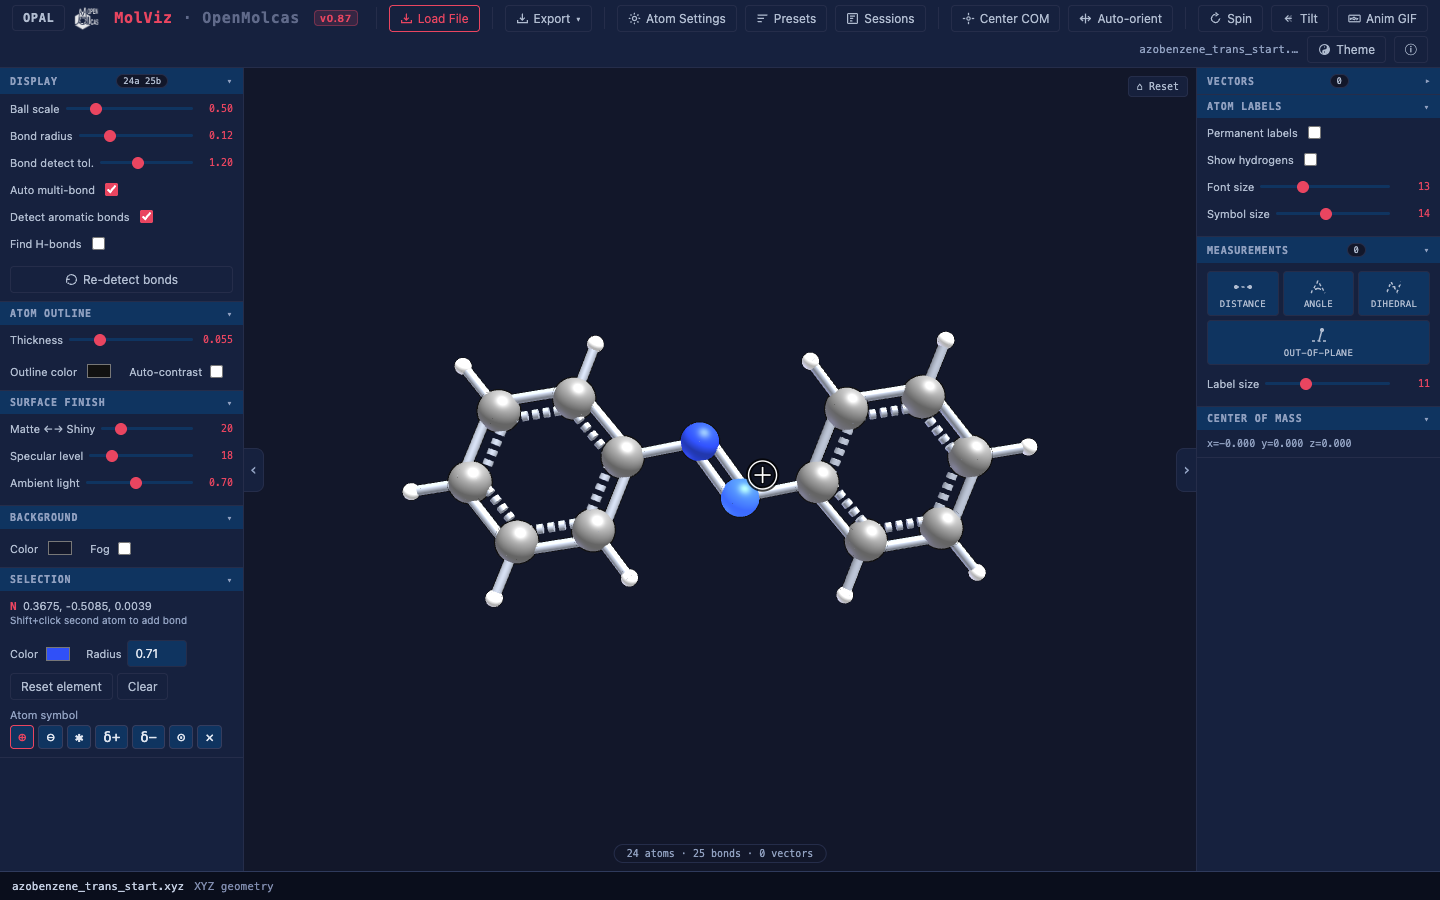 OPAL MolViz · OpenMolcas v0.87 Load File Export ▾ Atom Settings Presets Sessions Center COM Auto-orient Spin Tilt Anim GIF
azobenzene_trans_start.… Theme
DISPLAY 24a 25b
Ball scale 0.50
Bond radius 0.12
Bond detect tol. 1.20
Auto multi-bond
Detect aromatic bonds
Find H-bonds
Re-detect bonds
ATOM OUTLINE
Thickness 0.055
Outline color Auto-contrast
SURFACE FINISH
Matte ↔ Shiny 20
Specular level 18
Ambient light 0.70
BACKGROUND
Color Fog
SELECTION
N 0.3675, -0.5085, 0.0039
Shift+click second atom to add bond
Color Radius 0.71
Reset element Clear
Atom symbol
⊕ ⊖ ✱ δ+ δ− ⊙ ×
⌂ Reset
24 atoms · 25 bonds · 0 vectors
VECTORS 0
ATOM LABELS
Permanent labels
Show hydrogens
Font size 13
Symbol size 14
MEASUREMENTS 0
DISTANCE ANGLE DIHEDRAL
OUT-OF-PLANE
Label size 11
CENTER OF MASS
x=−0.000 y=0.000 z=0.000
azobenzene_trans_start.xyz XYZ geometry